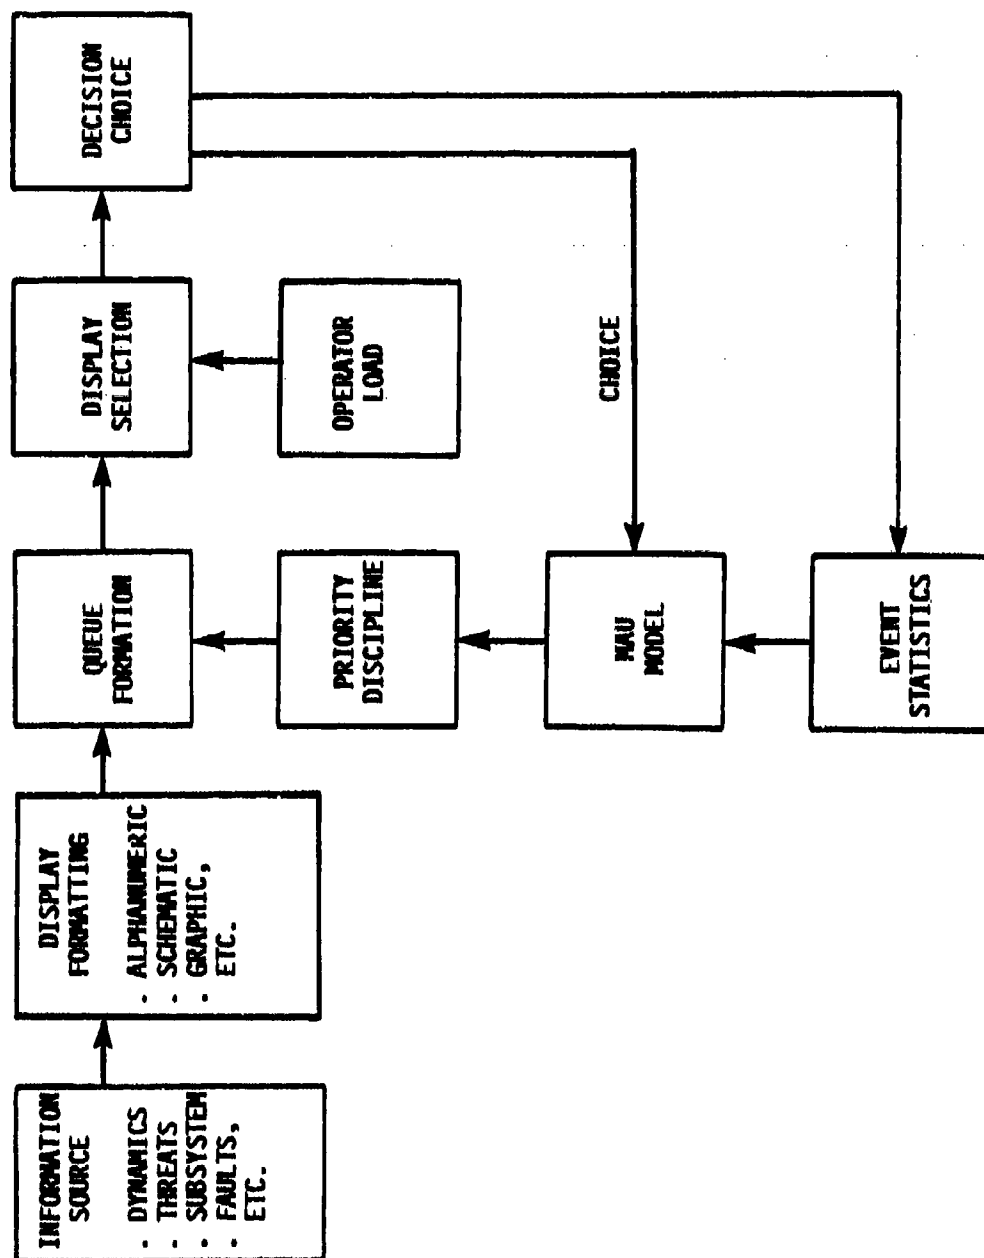 INFORMATION
SOURCE
· DYNAMICS
· THREATS
· SUBSYSTEM
· FAULTS,
ETC.
DISPLAY
FORMATTING
· ALPHANUMERIC
· SCHEMATIC
· GRAPHIC,
ETC.
QUEUE
FORMATION
DISPLAY
SELECTION
DECISION
CHOICE
PRIORITY
DISCIPLINE
OPERATOR
LOAD
MAU
MODEL
CHOICE
EVENT
STATISTICS